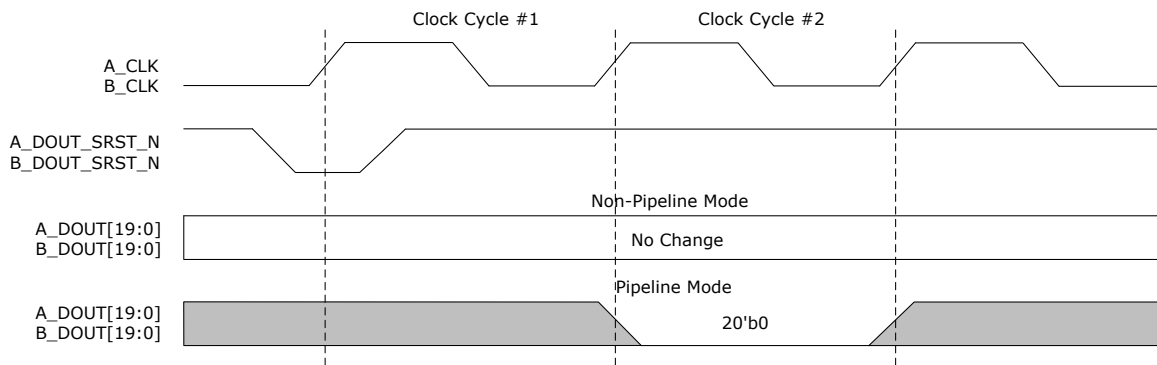 Clock Cycle #1 Clock Cycle #2
A_CLK
B_CLK
A_DOUT_SRST_N
B_DOUT_SRST_N
Non-Pipeline Mode
A_DOUT[19:0]
B_DOUT[19:0]
No Change
Pipeline Mode
A_DOUT[19:0]
B_DOUT[19:0]
20'b0